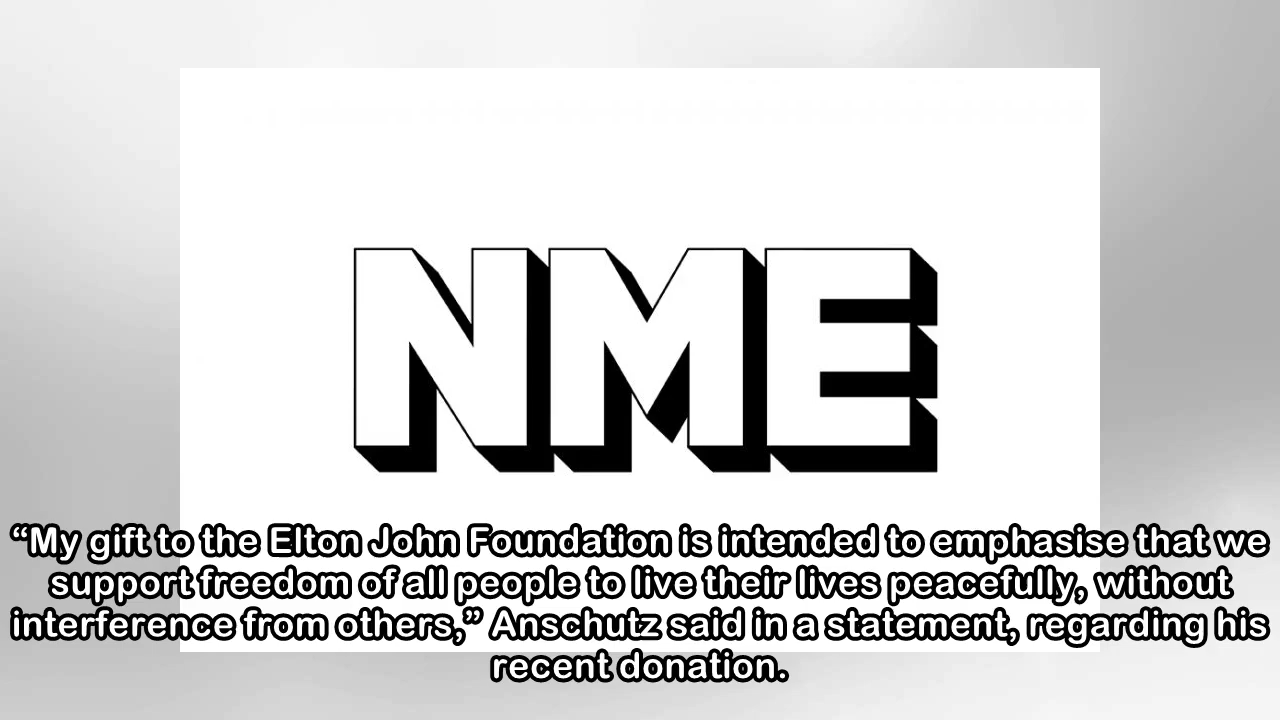 NME
“My gift to the Elton John Foundation is intended to emphasise that we
support freedom of all people to live their lives peacefully, without
interference from others,” Anschutz said in a statement, regarding his
recent donation.